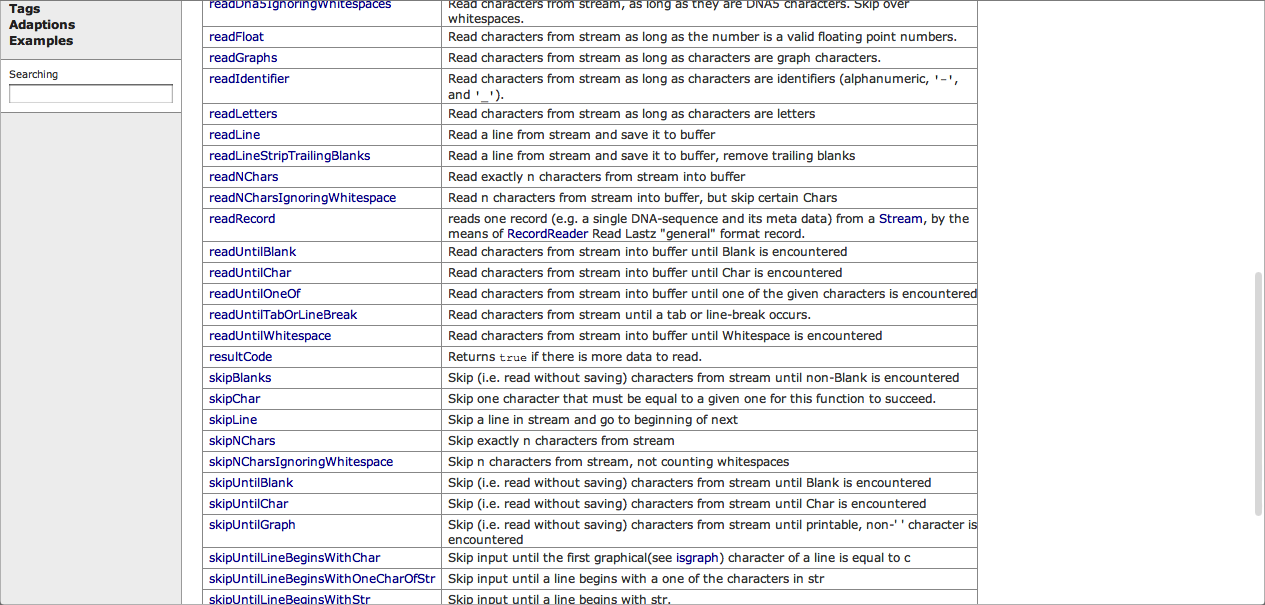 Tags
Adaptions
Examples
Searching
readDna5IgnoringWhitespaces Read characters from stream, as long as they are DNA5 characters. Skip over
whitespaces.
readFloat Read characters from stream as long as the number is a valid floating point numbers.
readGraphs Read characters from stream as long as characters are graph characters.
readIdentifier Read characters from stream as long as characters are identifiers (alphanumeric, '-',
and '_').
readLetters Read characters from stream as long as characters are letters
readLine Read a line from stream and save it to buffer
readLineStripTrailingBlanks Read a line from stream and save it to buffer, remove trailing blanks
readNChars Read exactly n characters from stream into buffer
readNCharsIgnoringWhitespace Read n characters from stream into buffer, but skip certain Chars
readRecord reads one record (e.g. a single DNA-sequence and its meta data) from a Stream, by the
means of RecordReader Read Lastz "general" format record.
readUntilBlank Read characters from stream into buffer until Blank is encountered
readUntilChar Read characters from stream into buffer until Char is encountered
readUntilOneOf Read characters from stream into buffer until one of the given characters is encountered
readUntilTabOrLineBreak Read characters from stream until a tab or line-break occurs.
readUntilWhitespace Read characters from stream into buffer until Whitespace is encountered
resultCode Returns true if there is more data to read.
skipBlanks Skip (i.e. read without saving) characters from stream until non-Blank is encountered
skipChar Skip one character that must be equal to a given one for this function to succeed.
skipLine Skip a line in stream and go to beginning of next
skipNChars Skip exactly n characters from stream
skipNCharsIgnoringWhitespace Skip n characters from stream, not counting whitespaces
skipUntilBlank Skip (i.e. read without saving) characters from stream until Blank is encountered
skipUntilChar Skip (i.e. read without saving) characters from stream until Char is encountered
skipUntilGraph Skip (i.e. read without saving) characters from stream until printable, non-' ' character is
encountered
skipUntilLineBeginsWithChar Skip input until the first graphical(see isgraph) character of a line is equal to c
skipUntilLineBeginsWithOneCharOfStr Skip input until a line begins with a one of the characters in str
skipUntilLineBeginsWithStr Skip input until a line begins with str.